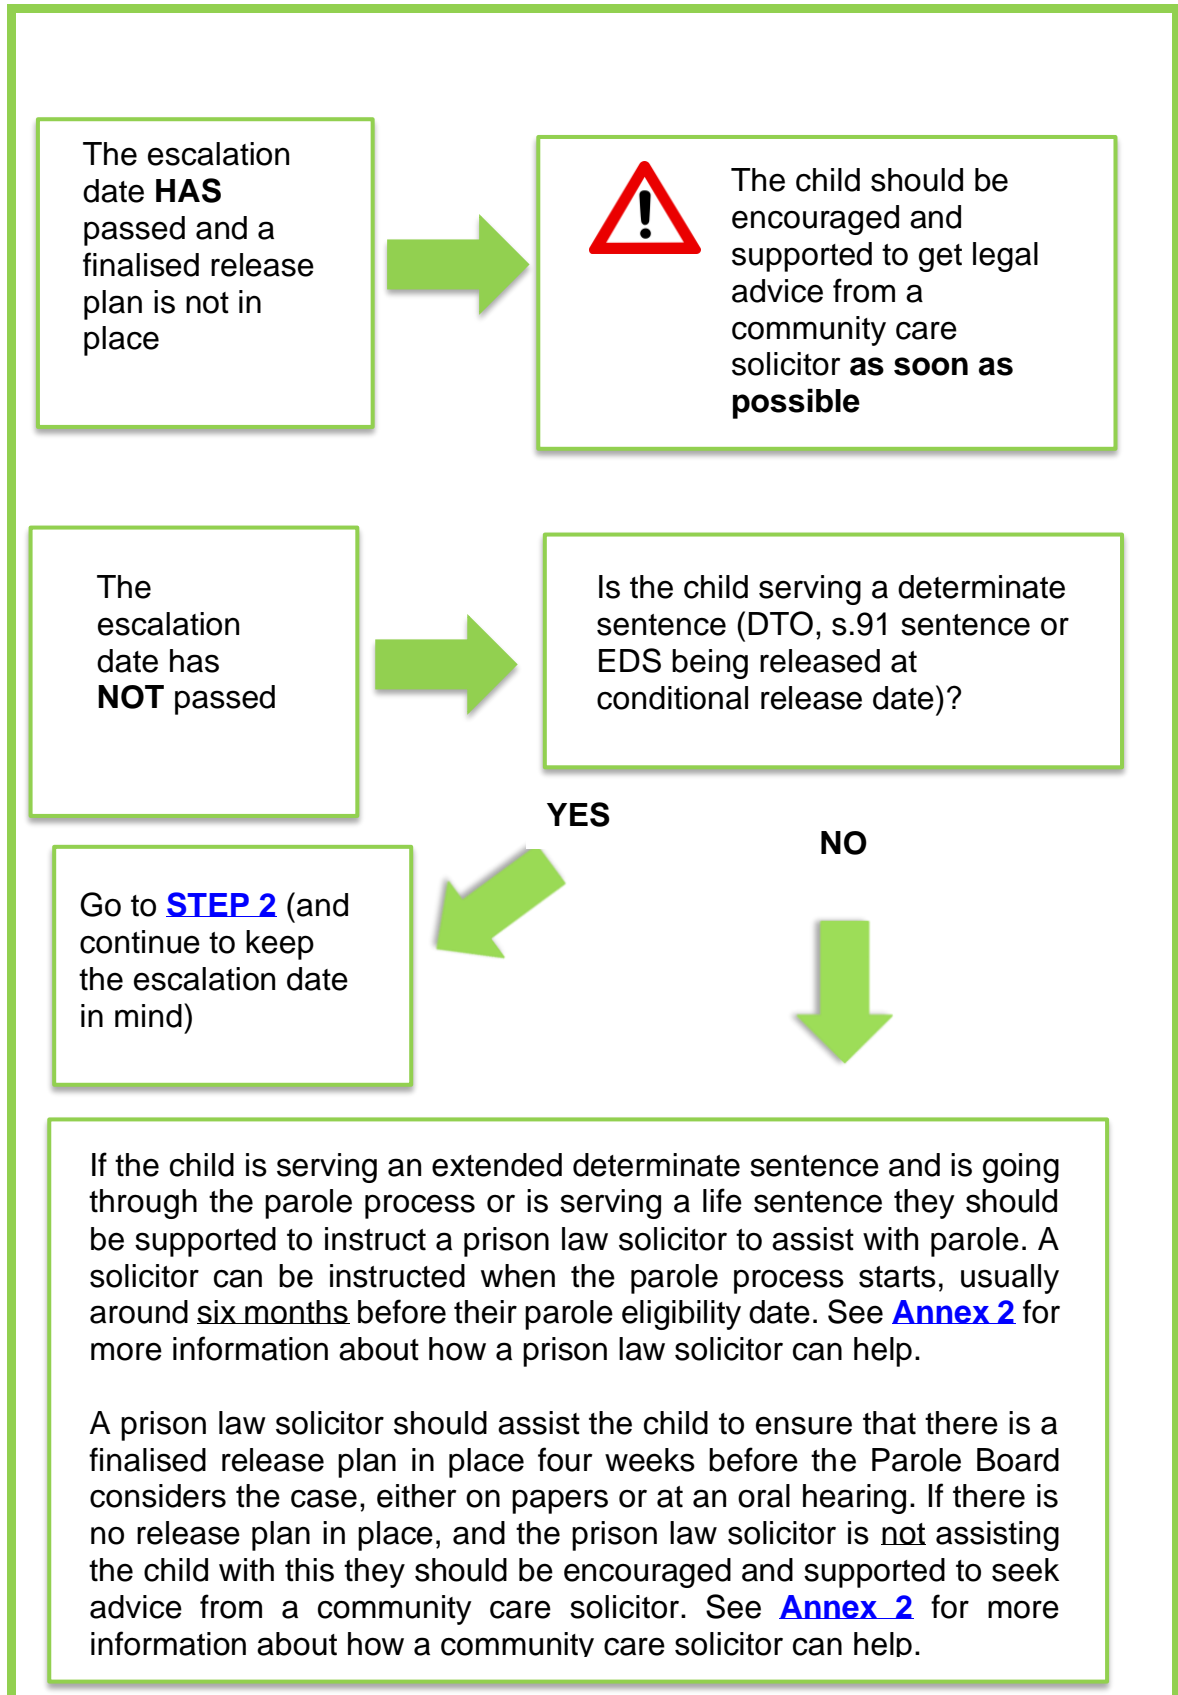 The escalation
date HAS
passed and a
finalised release
plan is not in
place
The child should be
encouraged and
supported to get legal
advice from a
community care
solicitor as soon as
possible
The
escalation
date has
NOT passed
Is the child serving a determinate
sentence (DTO, s.91 sentence or
EDS being released at
conditional release date)?
YES
NO
Go to STEP 2 (and
continue to keep
the escalation date
in mind)
If the child is serving an extended determinate sentence and is going
through the parole process or is serving a life sentence they should
be supported to instruct a prison law solicitor to assist with parole. A
solicitor can be instructed when the parole process starts, usually
around six months before their parole eligibility date. See Annex 2 for
more information about how a prison law solicitor can help.
A prison law solicitor should assist the child to ensure that there is a
finalised release plan in place four weeks before the Parole Board
considers the case, either on papers or at an oral hearing. If there is
no release plan in place, and the prison law solicitor is not assisting
the child with this they should be encouraged and supported to seek
advice from a community care solicitor. See Annex 2 for more
information about how a community care solicitor can help.